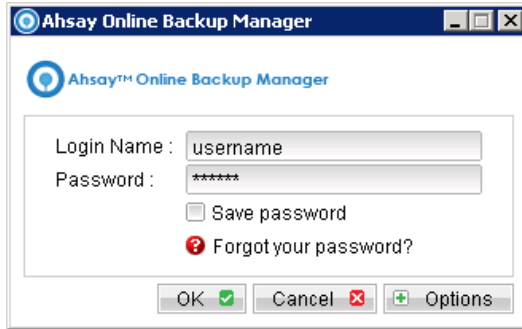 Ahsay Online Backup Manager
Ahsay™ Online Backup Manager
Login Name : username
Password : ******
Save password
Forgot your password?
OK Cancel Options